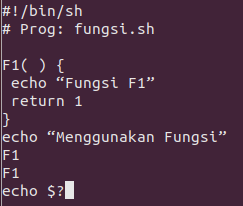 #!/bin/sh
# Prog: fungsi.sh

F1( ) {
 echo “Fungsi F1”
 return 1
}
echo “Menggunakan Fungsi”
F1
F1
echo $?